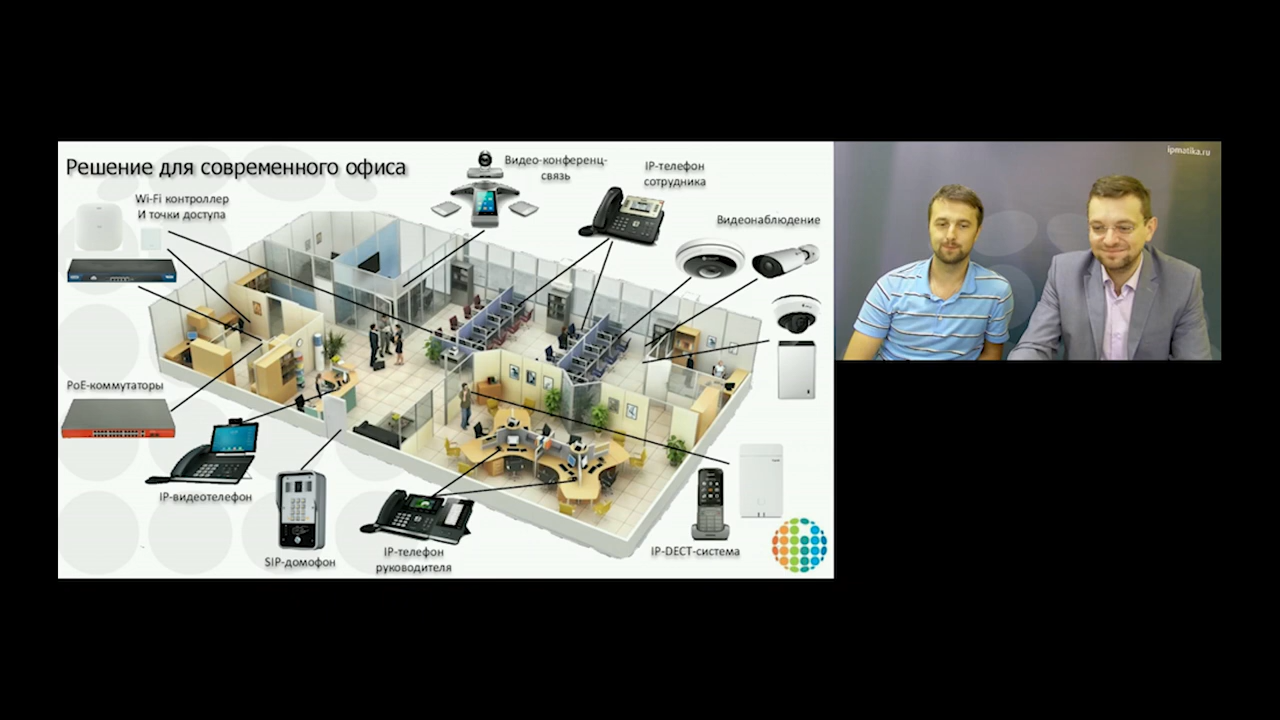 Решение для современного офиса
Wi-Fi контроллер
И точки доступа
Видео-конференц-
связь
IP-телефон
сотрудника
Видеонаблюдение
PoE-коммутаторы
IP-видеотелефон
SIP-домофон
IP-телефон
руководителя
IP-DECT-система
ipmatika.ru